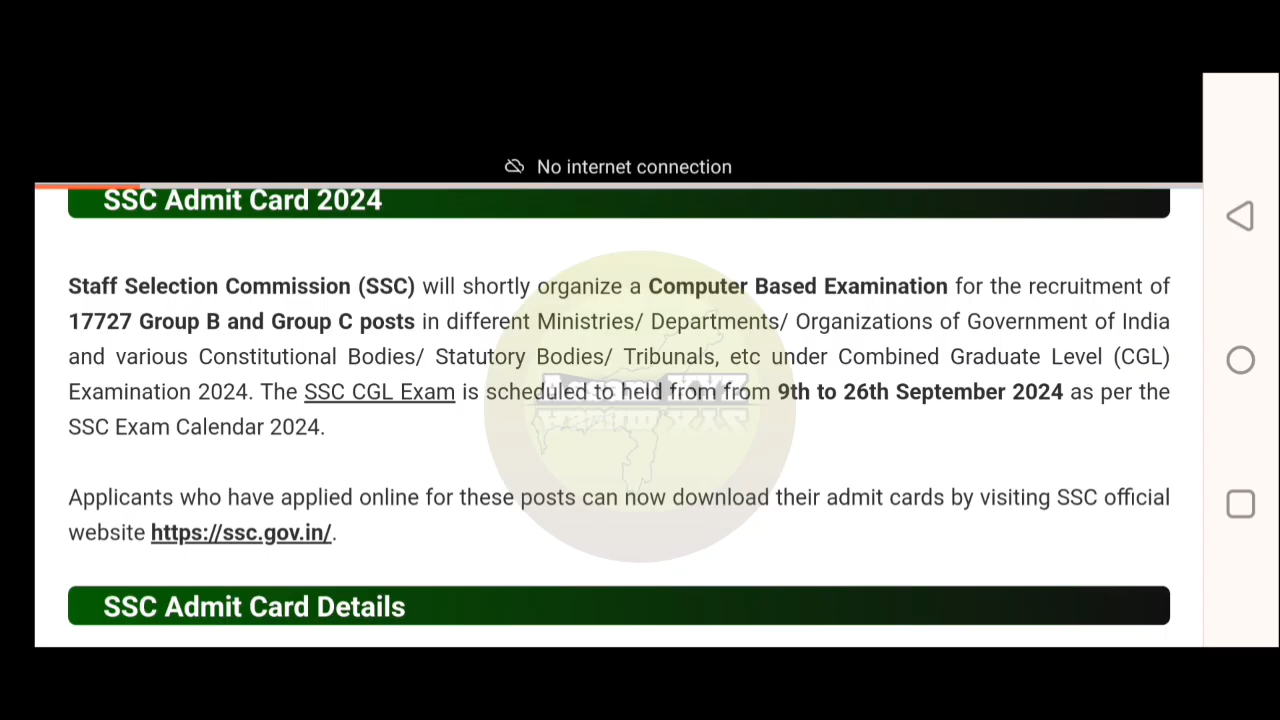 No internet connection
SSC Admit Card 2024
Staff Selection Commission (SSC) will shortly organize a Computer Based Examination for the recruitment of
17727 Group B and Group C posts in different Ministries/ Departments/ Organizations of Government of India
and various Constitutional Bodies/ Statutory Bodies/ Tribunals, etc under Combined Graduate Level (CGL)
Examination 2024. The SSC CGL Exam is scheduled to held from from 9th to 26th September 2024 as per the
SSC Exam Calendar 2024.
Applicants who have applied online for these posts can now download their admit cards by visiting SSC official
website https://ssc.gov.in/.
SSC Admit Card Details